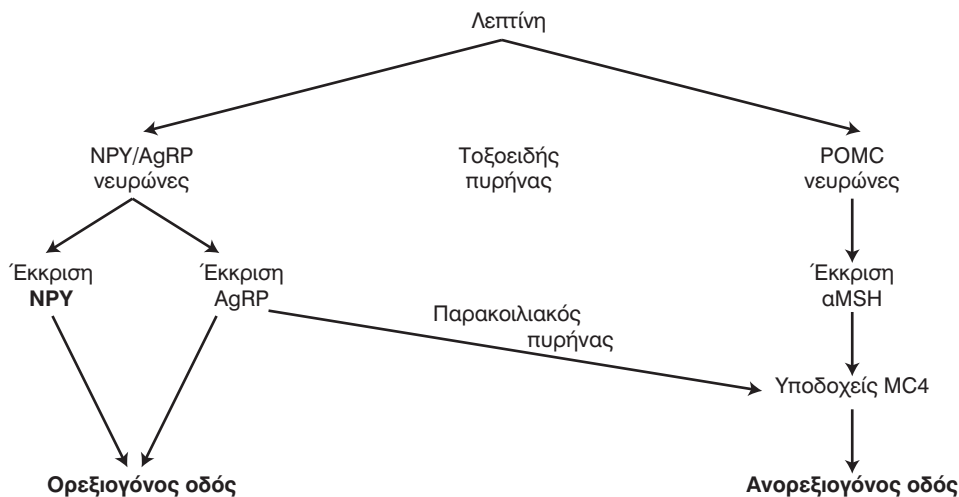 Λεπτίνη
NPY/AgRP
νευρώνες
Τοξοειδής
πυρήνας
POMC
νευρώνες
Έκκριση
NPY
Έκκριση
AgRP
Παρακοιλιακός
πυρήνας
Έκκριση
αMSH
Υποδοχείς MC4
Ορεξιογόνος οδός
Ανορεξιογόνος οδός